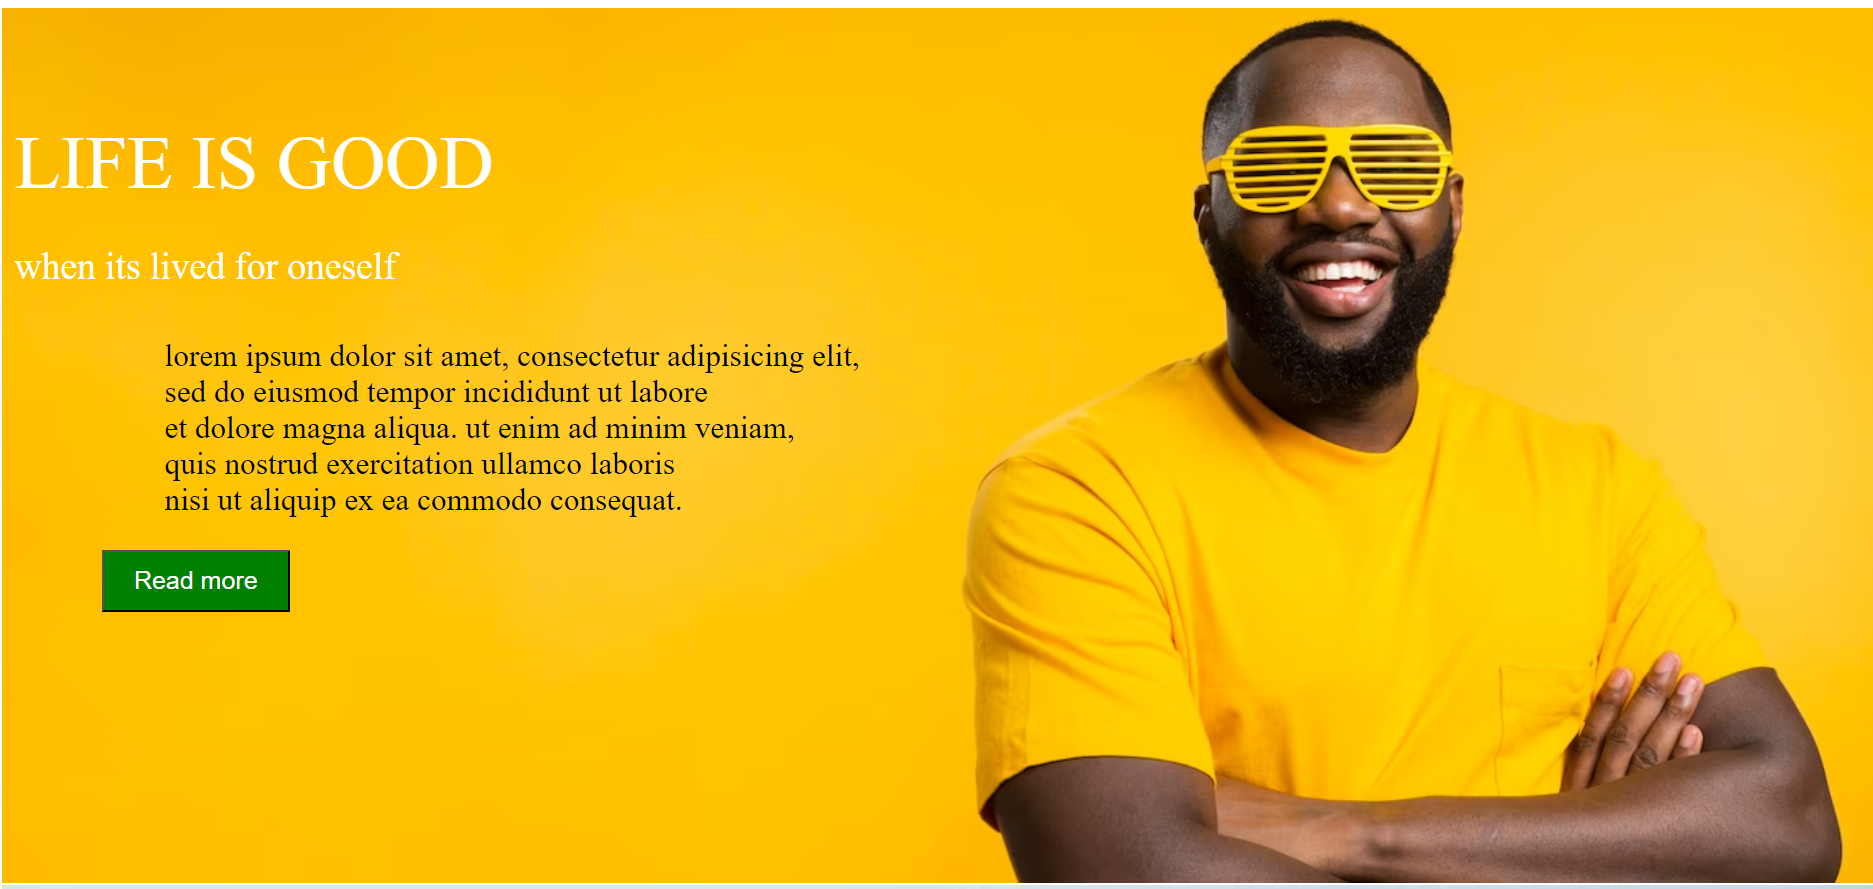 LIFE IS GOOD
when its lived for oneself
lorem ipsum dolor sit amet, consectetur adipisicing elit,
sed do eiusmod tempor incididunt ut labore
et dolore magna aliqua. ut enim ad minim veniam,
quis nostrud exercitation ullamco laboris
nisi ut aliquip ex ea commodo consequat.
Read more